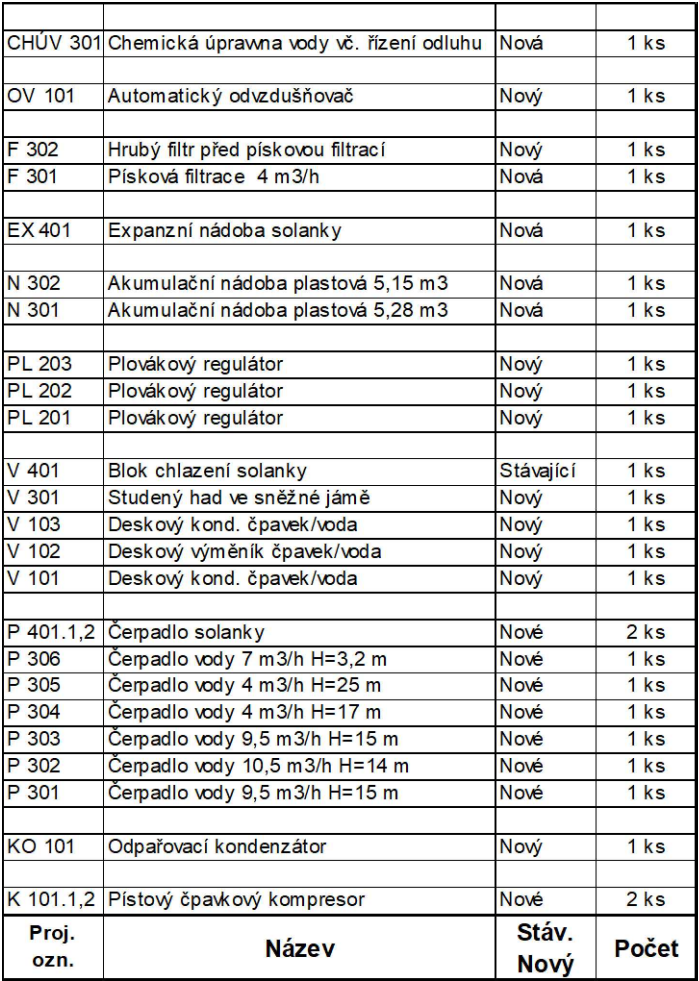 CHÚV 301 Chemická úpravna vody vč. řízení odluhu Nová 1 ks
OV 101 Automatický odvzdušňovač Nový 1 ks
F 302 Hrubý filtr před pískovou filtrací Nový 1 ks
F 301 Písková filtrace 4 m3/h Nová 1 ks
EX 401 Expanzní nádoba solanky Nová 1 ks
N 302 Akumulační nádoba plastová 5,15 m3 Nová 1 ks
N 301 Akumulační nádoba plastová 5,28 m3 Nová 1 ks
PL 203 Plovákový regulátor Nový 1 ks
PL 202 Plovákový regulátor Nový 1 ks
PL 201 Plovákový regulátor Nový 1 ks
V 401 Blok chlazení solanky Stávající 1 ks
V 301 Studený had ve sněžné jámě Nový 1 ks
V 103 Deskový kond. čpavek/voda Nový 1 ks
V 102 Deskový výměník čpavek/voda Nový 1 ks
V 101 Deskový kond. čpavek/voda Nový 1 ks
P 401.1,2 Čerpadlo solanky Nové 2 ks
P 306 Čerpadlo vody 7 m3/h H=3,2 m Nové 1 ks
P 305 Čerpadlo vody 4 m3/h H=25 m Nové 1 ks
P 304 Čerpadlo vody 4 m3/h H=17 m Nové 1 ks
P 303 Čerpadlo vody 9,5 m3/h H=15 m Nové 1 ks
P 302 Čerpadlo vody 10,5 m3/h H=14 m Nové 1 ks
P 301 Čerpadlo vody 9,5 m3/h H=15 m Nové 1 ks
KO 101 Odpařovací kondenzátor Nový 1 ks
K 101.1,2 Pístový čpavkový kompresor Nové 2 ks
Proj. ozn. Název Stáv. Nový Počet